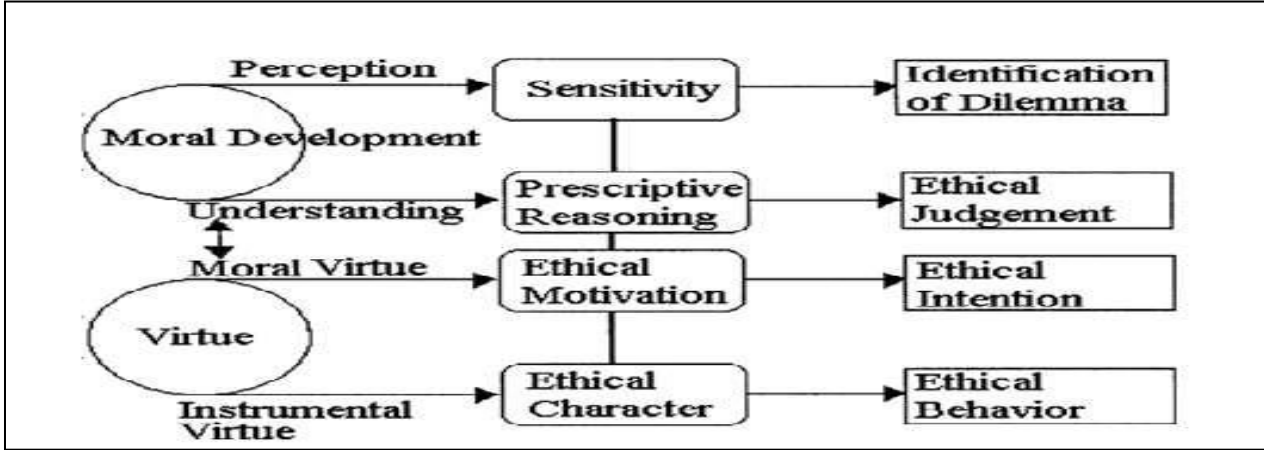 Perception
Sensitivity
Identification
of Dilemma
Moral Development
Understanding
Prescriptive
Reasoning
Ethical
Judgement
Moral Virtue
Ethical
Motivation
Ethical
Intention
Virtue
Instrumental
Virtue
Ethical
Character
Ethical
Behavior